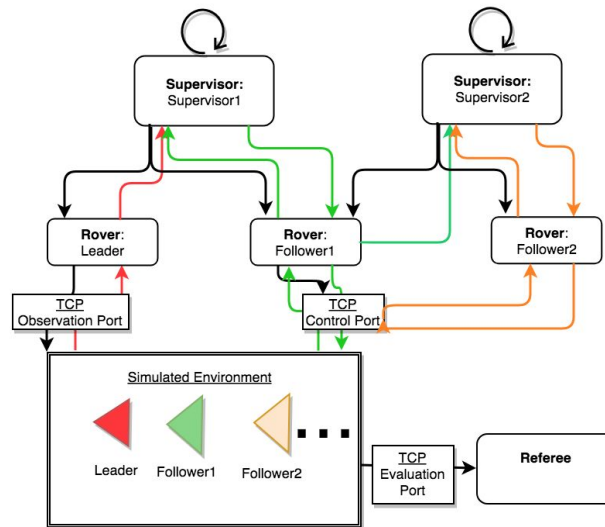 Supervisor:
Supervisor1
Supervisor:
Supervisor2
Rover:
Leader
Rover:
Follower1
Rover:
Follower2
TCP
Observation Port
TCP
Control Port
Simulated Environment
Leader
Follower1
Follower2
TCP
Evaluation
Port
Referee